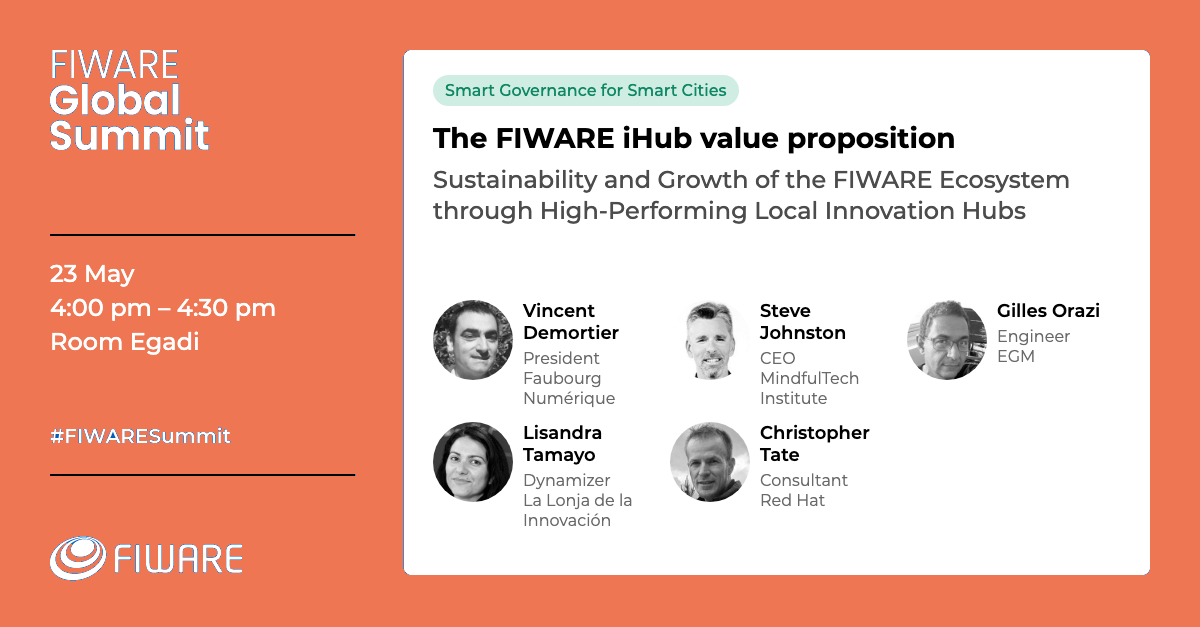 FIWARE
Global
Summit
23 May
4:00 pm – 4:30 pm
Room Egadi
#FIWARESummit
FIWARE
Smart Governance for Smart Cities
The FIWARE iHub value proposition
Sustainability and Growth of the FIWARE Ecosystem
through High-Performing Local Innovation Hubs
Vincent
Demortier
President
Faubourg
Numérique
Steve
Johnston
CEO
MindfulTech
Institute
Gilles Orazi
Engineer
EGM
Lisandra
Tamayo
Dynamizer
La Lonja de la
Innovación
Christopher
Tate
Consultant
Red Hat